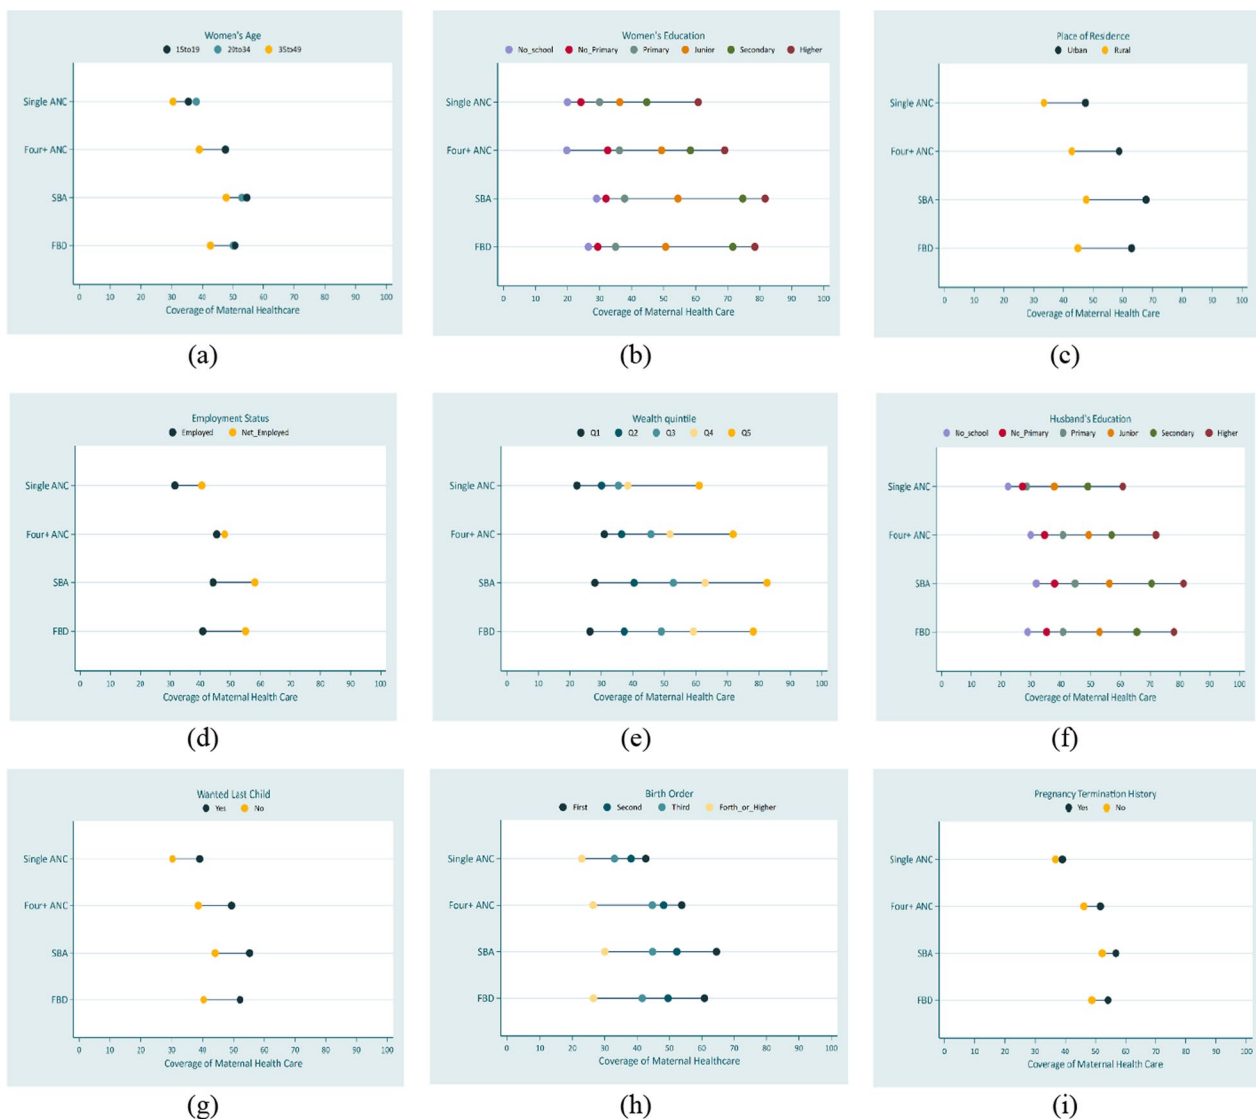 Women's Age
15to19 20to34 35to49
Single ANC
Four+ ANC
SBA
FBD
0 10 20 30 40 50 60 70 80 90 100
Coverage of Maternal Healthcare
(a)
Women's Education
No_school No_Primary Primary Junior Secondary Higher
Single ANC
Four+ ANC
SBA
FBD
0 10 20 30 40 50 60 70 80 90 100
Coverage of Maternal Health Care
(b)
Place of Residence
Urban Rural
Single ANC
Four+ ANC
SBA
FBD
0 10 20 30 40 50 60 70 80 90 100
Coverage of Maternal Health Care
(c)
Employment Status
Employed Not_Employed
Single ANC
Four+ ANC
SBA
FBD
0 10 20 30 40 50 60 70 80 90 100
Coverage of Maternal Health Care
(d)
Wealth quintile
Q1 Q2 Q3 Q4 Q5
Single ANC
Four+ ANC
SBA
FBD
0 10 20 30 40 50 60 70 80 90 100
Coverage of Maternal Health Care
(e)
Husband's Education
No_school No_Primary Primary Junior Secondary Higher
Single ANC
Four+ ANC
SBA
FBD
0 10 20 30 40 50 60 70 80 90 100
Coverage of Maternal Health Care
(f)
Wanted Last Child
Yes No
Single ANC
Four+ ANC
SBA
FBD
0 10 20 30 40 50 60 70 80 90 100
Coverage of Maternal Healthcare
(g)
Birth Order
First Second Third Forth_or_Higher
Single ANC
Four+ ANC
SBA
FBD
0 10 20 30 40 50 60 70 80 90 100
Coverage of Maternal Healthcare
(h)
Pregnancy Termination History
Yes No
Single ANC
Four+ ANC
SBA
FBD
0 10 20 30 40 50 60 70 80 90 100
Coverage of Maternal Health Care
(i)